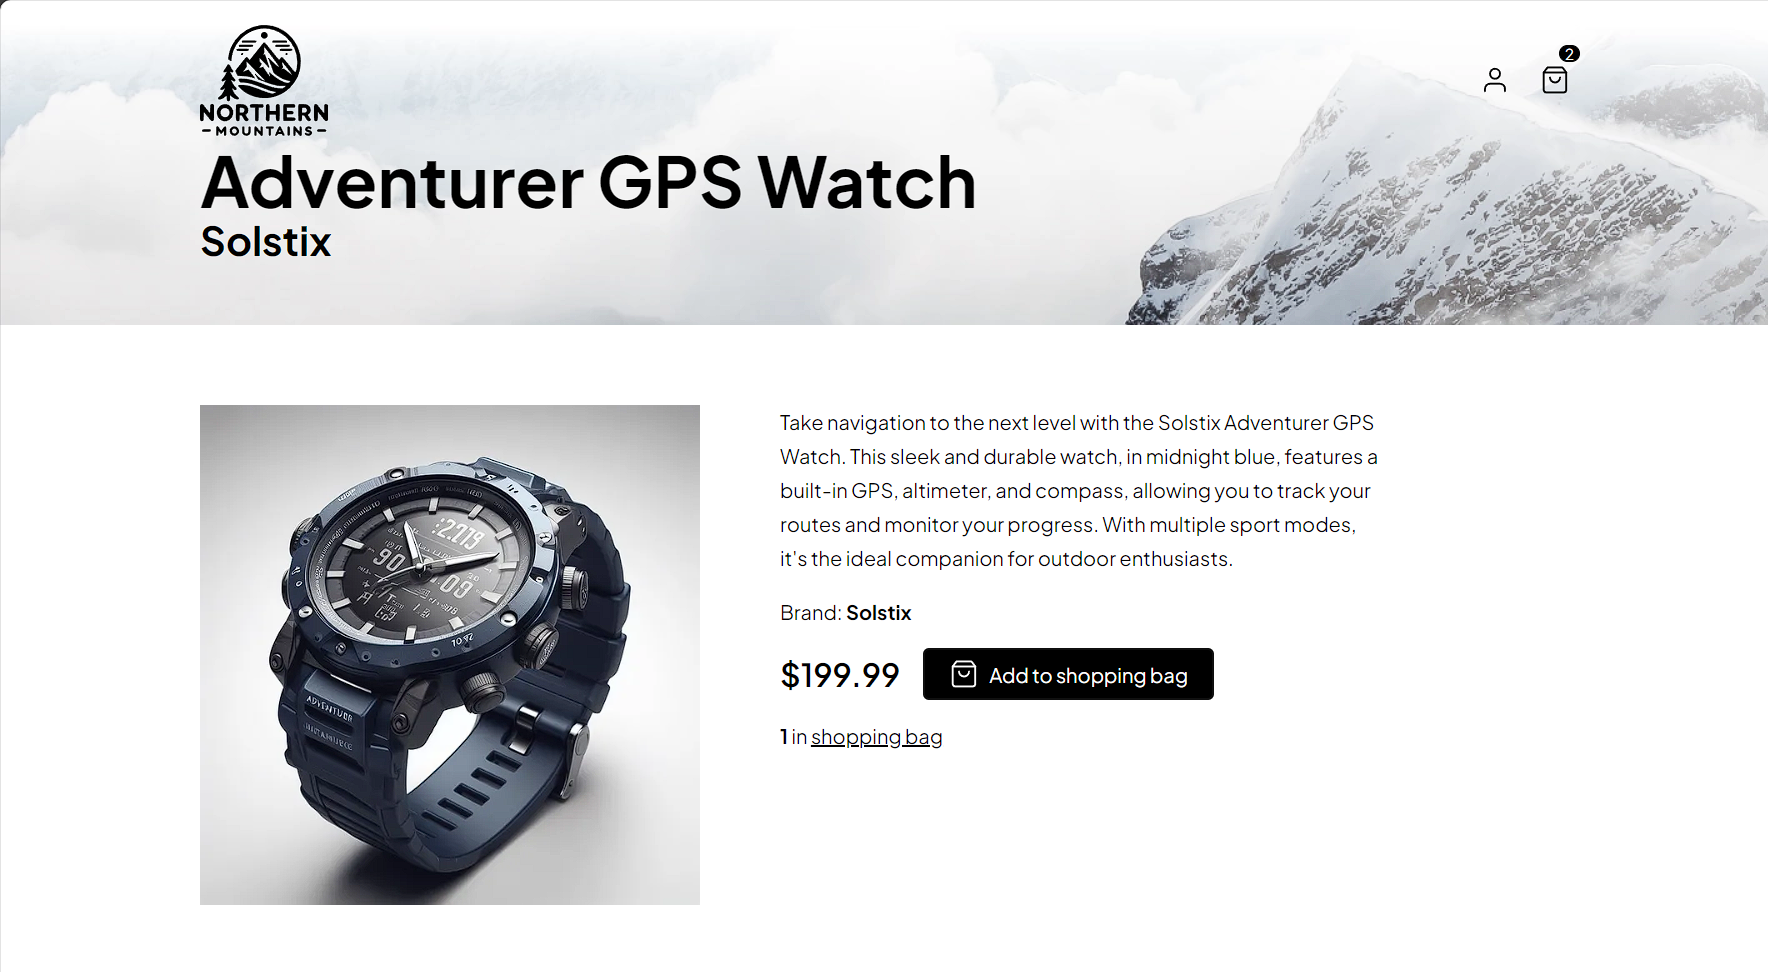 NORTHERN
MOUNTAINS
2
Adventurer GPS Watch
Solstix
Take navigation to the next level with the Solstix Adventurer GPS
Watch. This sleek and durable watch, in midnight blue, features a
built-in GPS, altimeter, and compass, allowing you to track your
routes and monitor your progress. With multiple sport modes,
it's the ideal companion for outdoor enthusiasts.
Brand: Solstix
$199.99
Add to shopping bag
1 in shopping bag